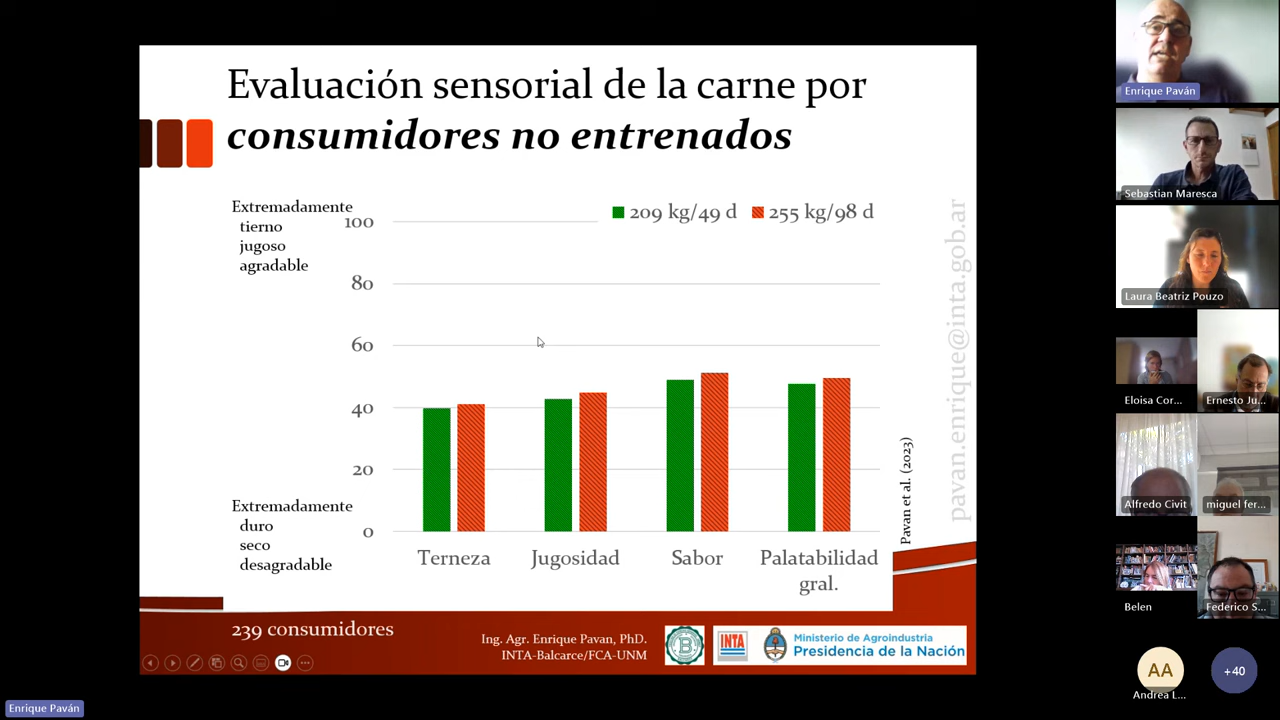 Evaluación sensorial de la carne por
consumidores no entrenados
Extremadamente
tierno
jugoso
agradable
209 kg/49 d
255 kg/98 d
100
80
60
40
20
0
Extremadamente
duro
seco
desagradable
Terneza
Jugosidad
Sabor
Palatabilidad
gral.
Pavan et al. (2023)
pavan.enrique@inta.gob.ar
239 consumidores
Ing. Agr. Enrique Pavan, PhD.
INTA-Balcarce/FCA-UNM
INTA
Ministerio de Agroindustria
Presidencia de la Nación
Enrique Paván
Enrique Paván
Sebastian Maresca
Laura Beatriz Pouzo
Eloisa Cor...
Ernesto Ju...
Alfredo Civit
miguel fer...
Belen
Federico S...
AA
Andrea L...
+40